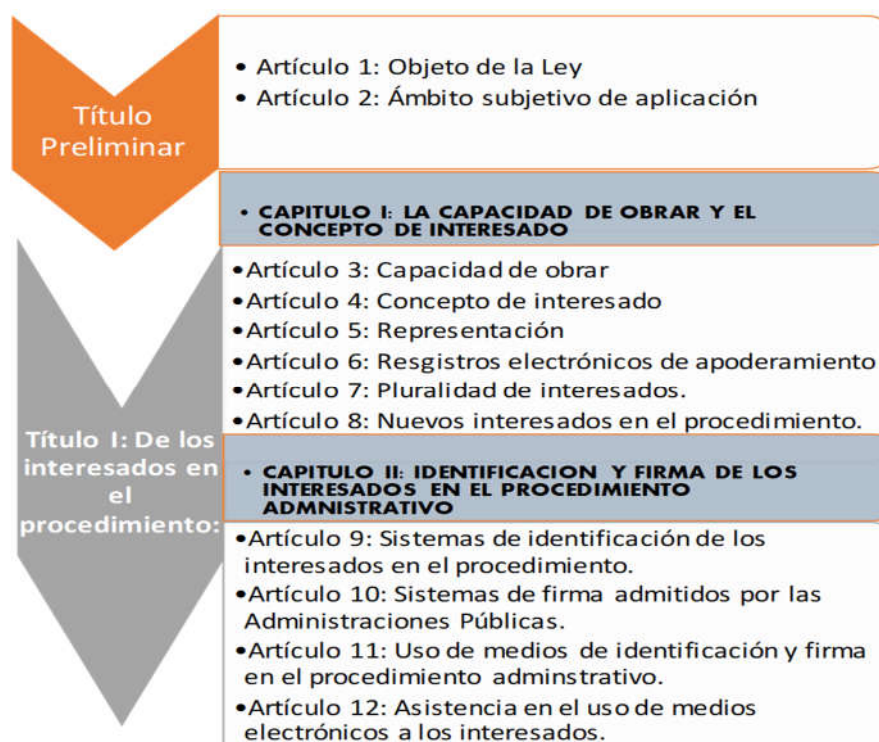 Título
Preliminar
• Artículo 1: Objeto de la Ley
• Artículo 2: Ámbito subjetivo de aplicación
• CAPITULO I: LA CAPACIDAD DE OBRAR Y EL
CONCEPTO DE INTERESADO
Título I: De los
interesados en
el
procedimiento:
•Artículo 3: Capacidad de obrar
•Artículo 4: Concepto de interesado
•Artículo 5: Representación
•Artículo 6: Resgistros electrónicos de apoderamiento
•Artículo 7: Pluralidad de interesados.
•Artículo 8: Nuevos interesados en el procedimiento.
• CAPITULO II: IDENTIFICACION Y FIRMA DE LOS
INTERESADOS EN EL PROCEDIMIENTO
ADMNISTRATIVO
•Artículo 9: Sistemas de identificación de los
interesados en el procedimiento.
•Artículo 10: Sistemas de firma admitidos por las
Administraciones Públicas.
•Artículo 11: Uso de medios de identificación y firma
en el procedimiento adminstrativo.
•Artículo 12: Asistencia en el uso de medios
electrónicos a los interesados.